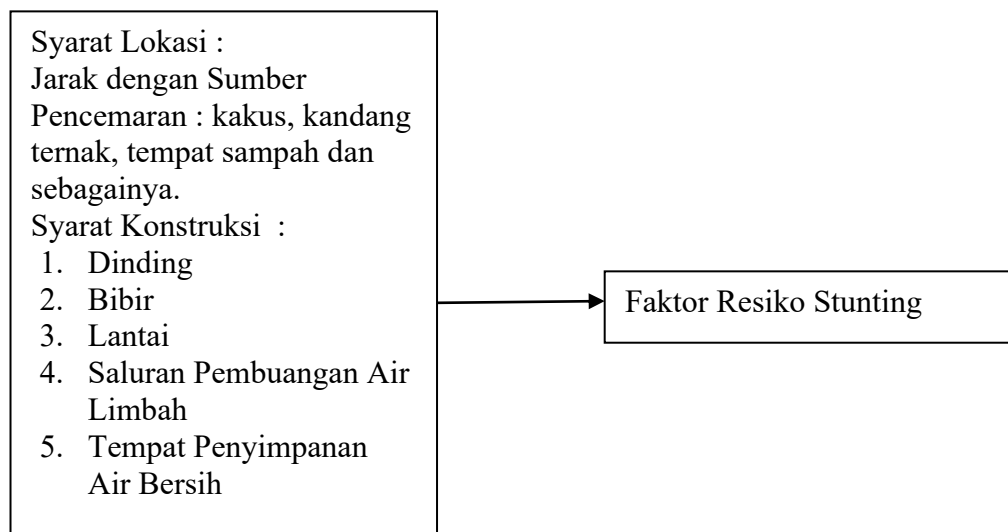 Syarat Lokasi :
Jarak dengan Sumber
Pencemaran : kakus, kandang
ternak, tempat sampah dan
sebagainya.
Syarat Konstruksi :
1. Dinding
2. Bibir
3. Lantai
4. Saluran Pembuangan Air
Limbah
5. Tempat Penyimpanan
Air Bersih
Faktor Resiko Stunting